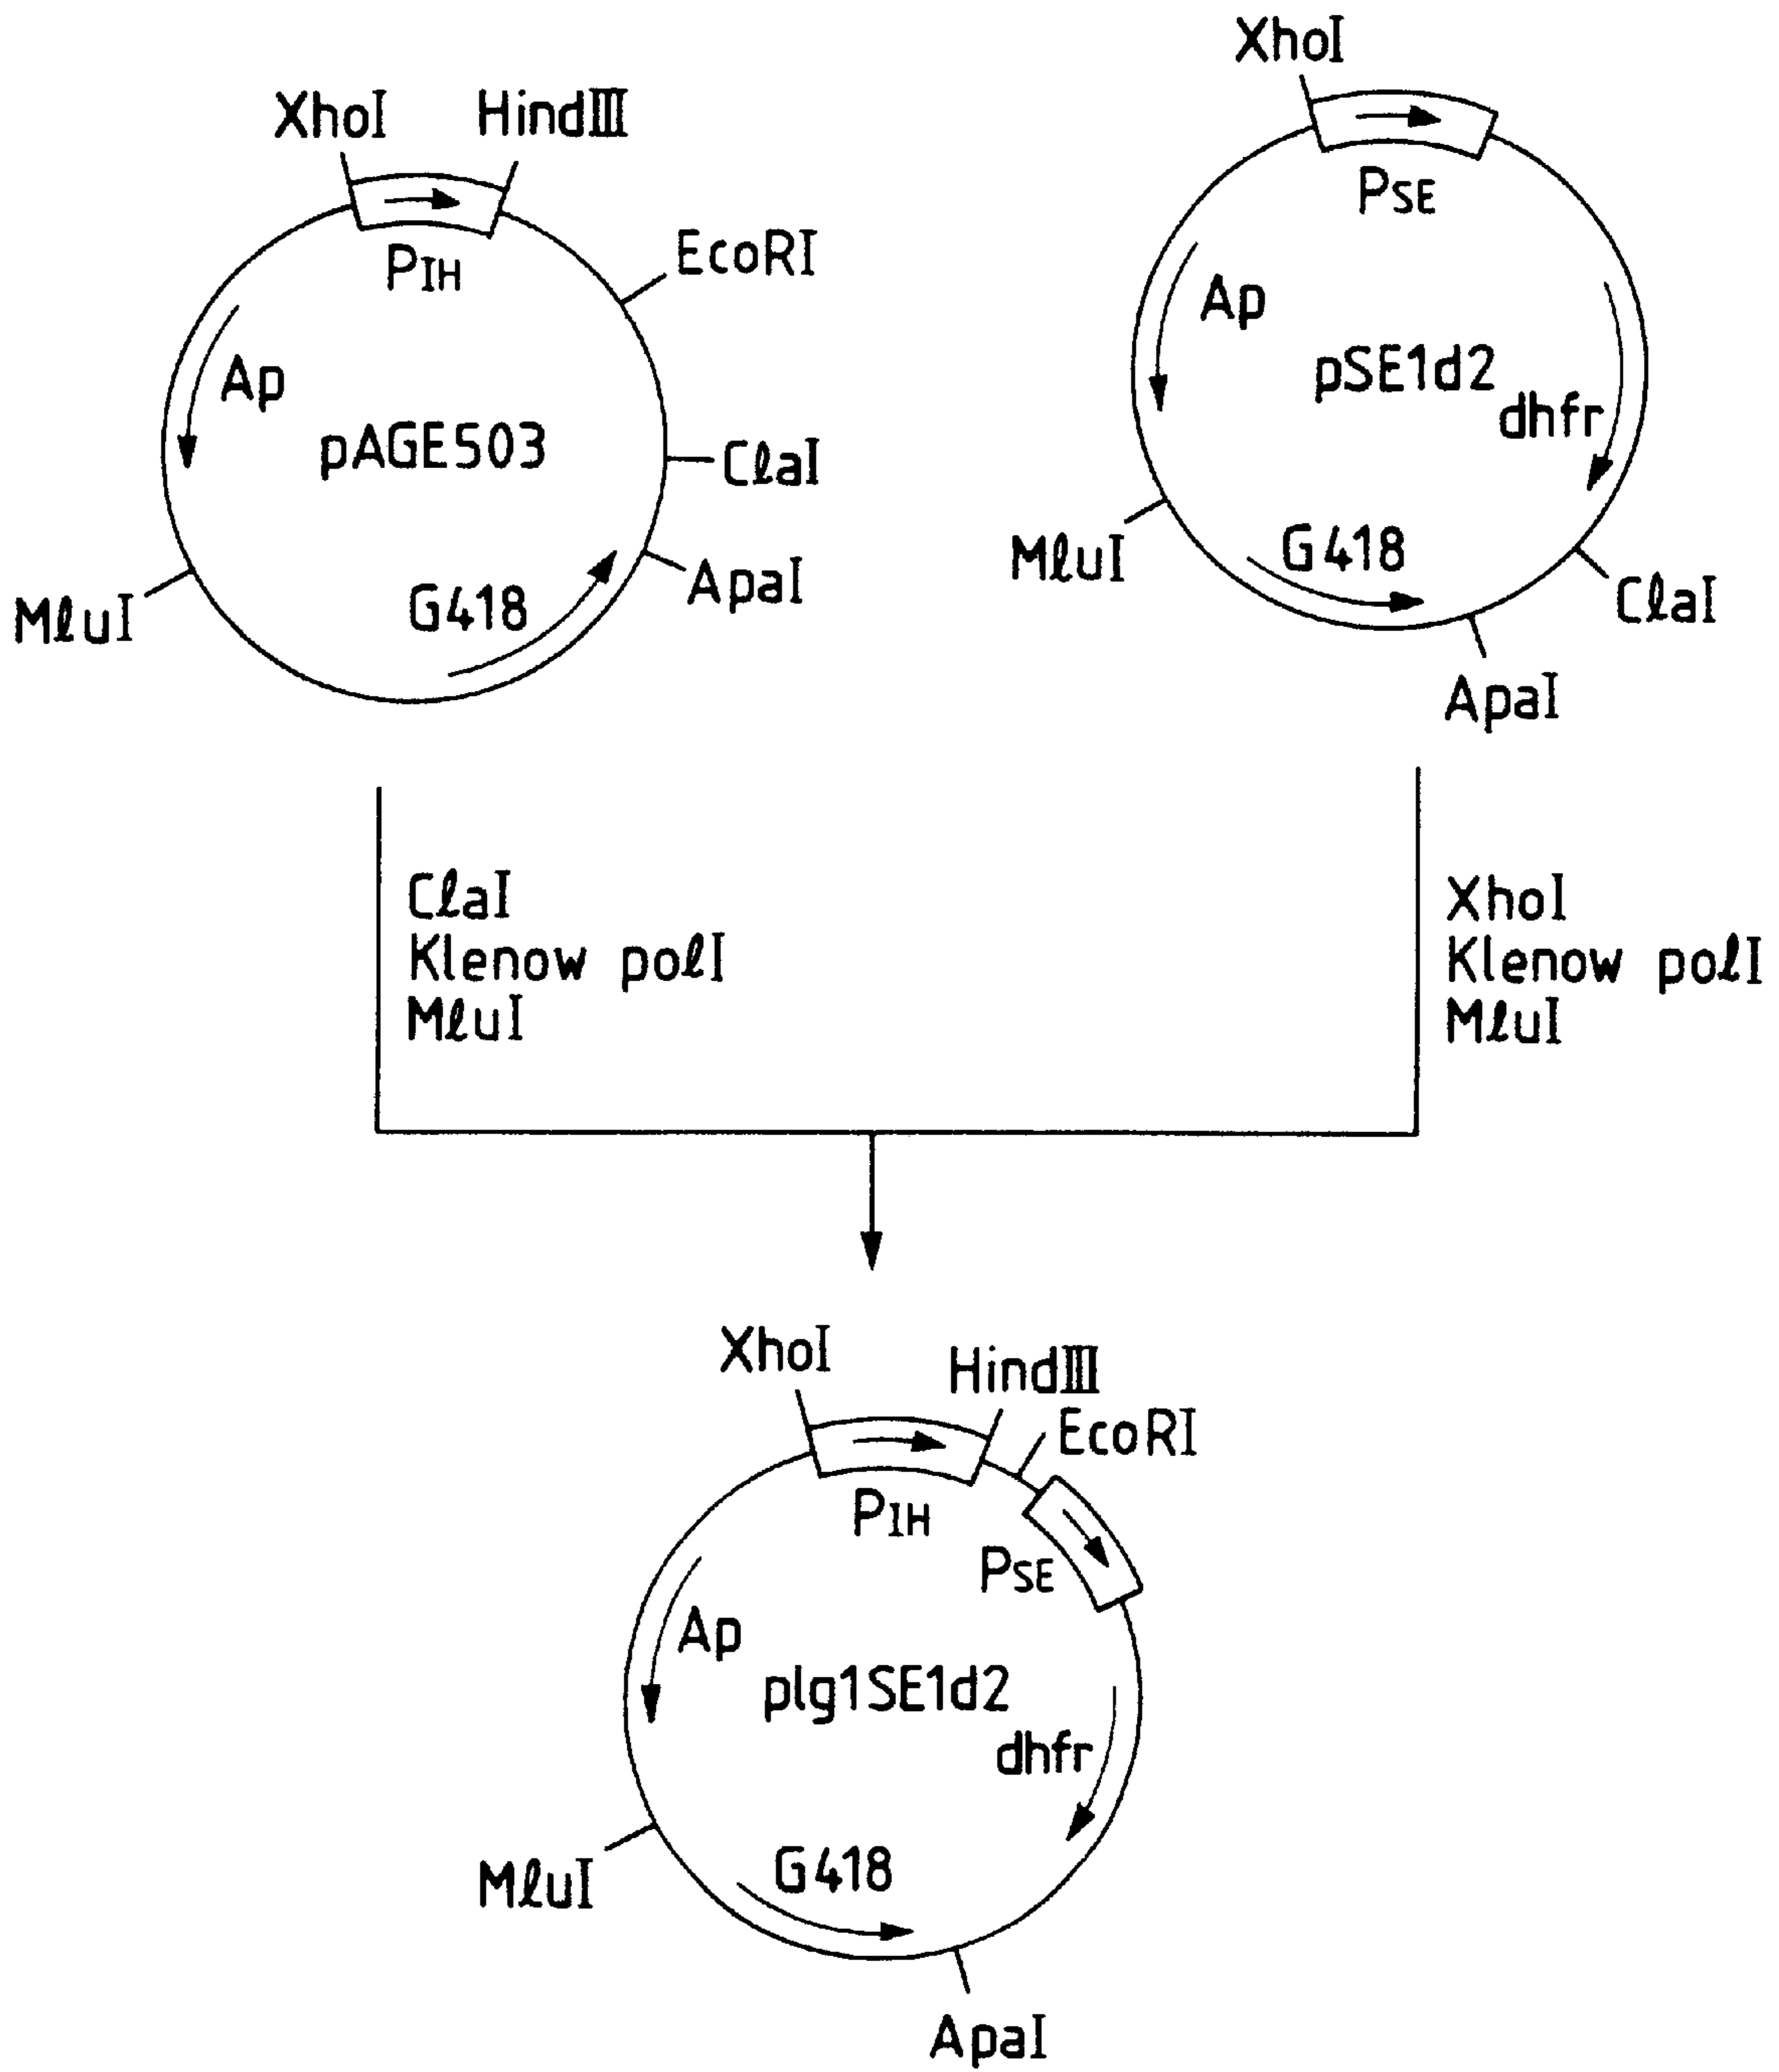 XhoI
HindIII
PIH
EcoRI
Ap
pAGE503
ClaI
ApaI
G418
MluI
XhoI
PSE
Ap
pSE1d2
dhfr
MluI
G418
ClaI
ApaI
ClaI
Klenow polI
MluI
XhoI
Klenow polI
MluI
XhoI
HindIII
EcoRI
PIH
PSE
Ap
pIg1SE1d2
dhfr
MluI
G418
ApaI